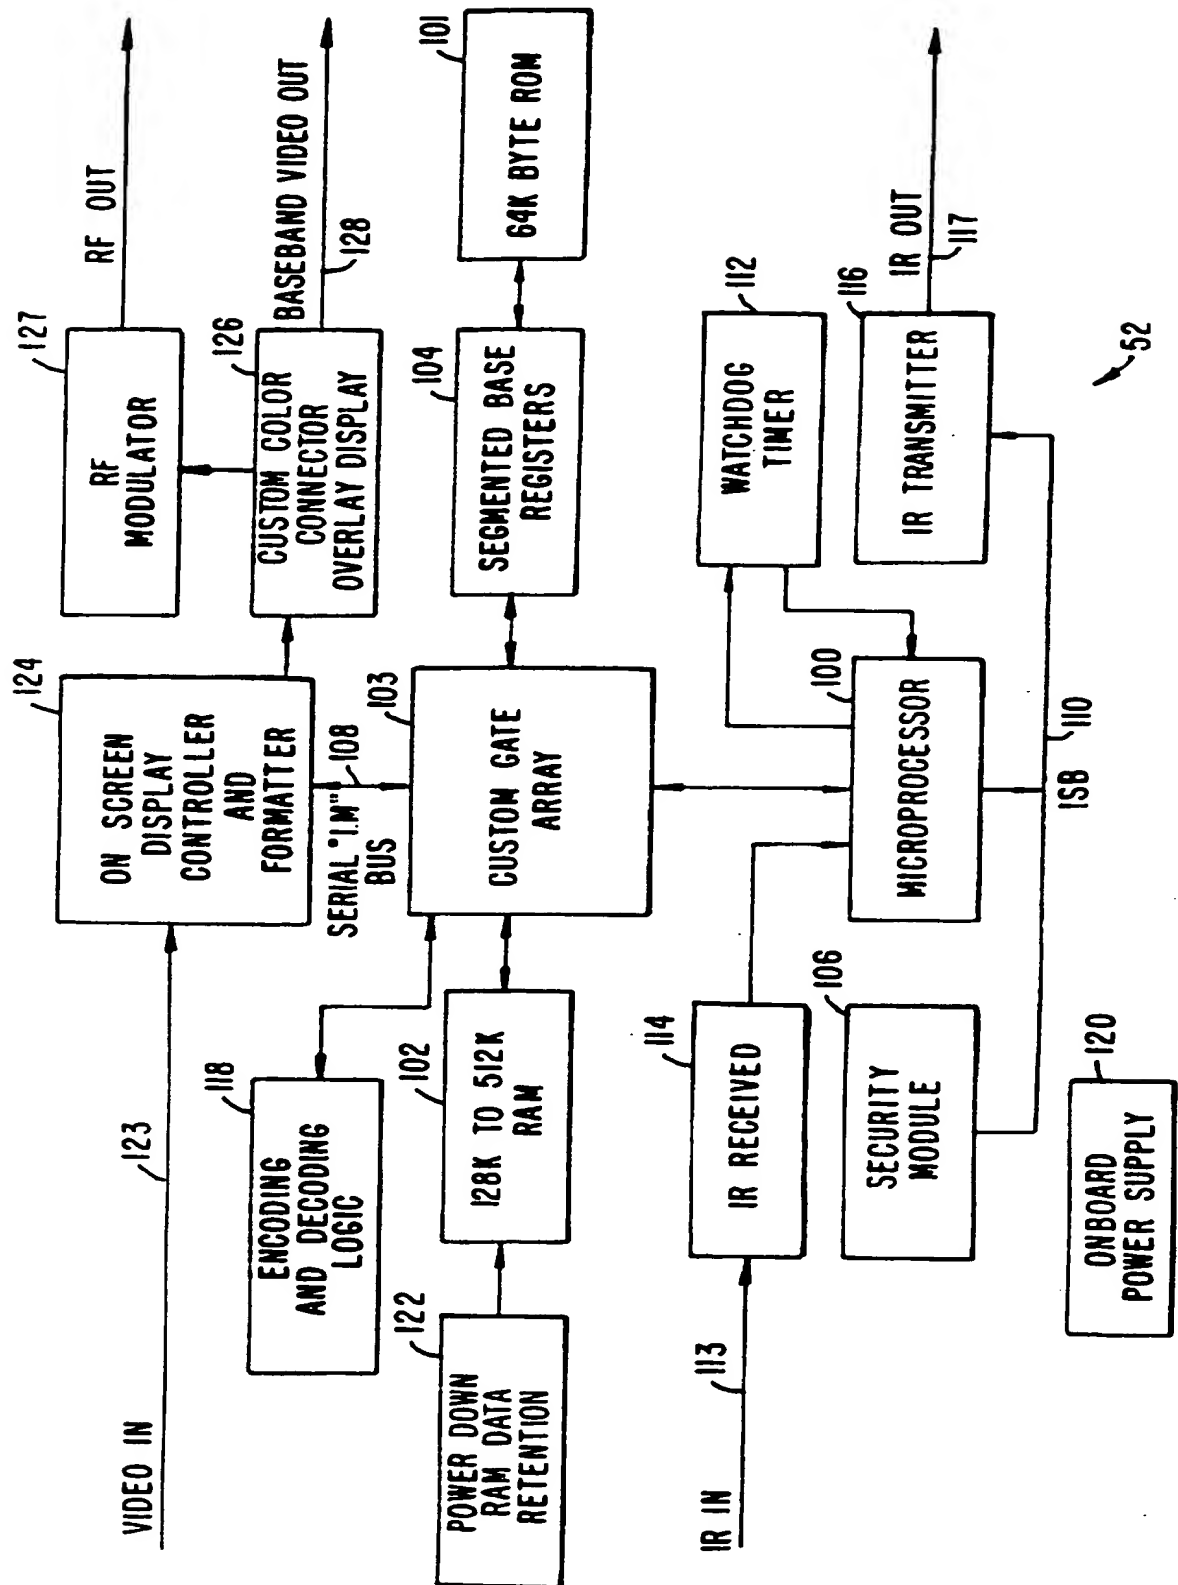 VIDEO IN
123
ON SCREEN
DISPLAY
CONTROLLER
AND
FORMATTER
124
RF
MODULATOR
127
RF OUT
ENCODING
AND DECODING
LOGIC
118
SERIAL "I.M"
BUS
108
CUSTOM COLOR
CONNECTOR
OVERLAY DISPLAY
126
BASEBAND VIDEO OUT
128
POWER DOWN
RAM DATA
RETENTION
122
128K TO 512K
RAM
102
CUSTOM GATE
ARRAY
103
SEGMENTED BASE
REGISTERS
104
64K BYTE ROM
101
IR IN
113
IR RECEIVED
114
WATCHDOG
TIMER
112
SECURITY
MODULE
106
MICROPROCESSOR
100
IR TRANSMITTER
116
IR OUT
117
ISB
110
ONBOARD
POWER SUPPLY
120
52